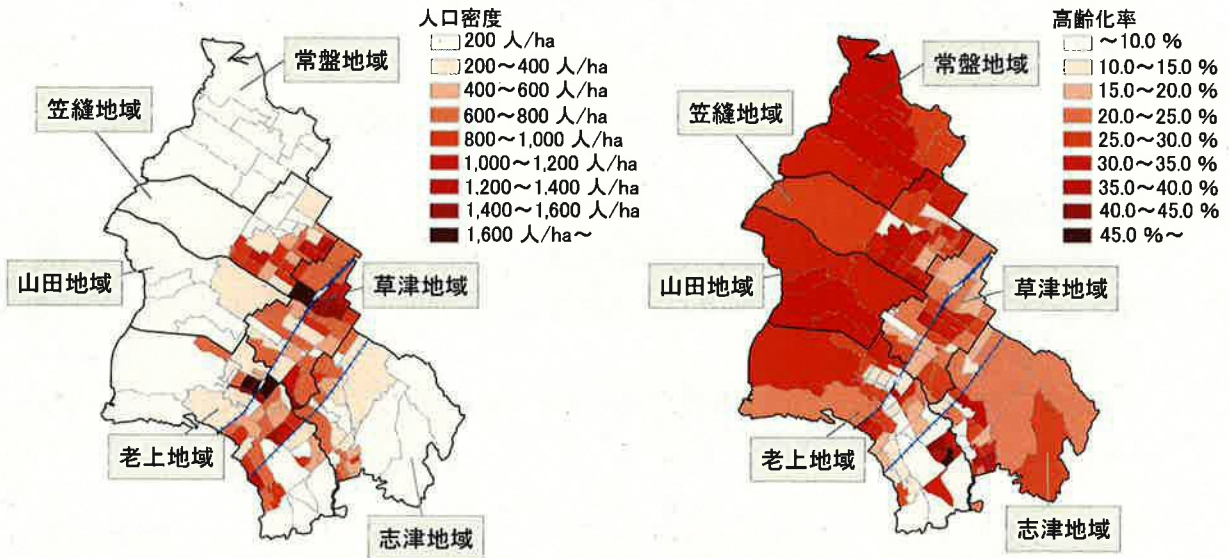 人口密度
200 人/ha
200～400 人/ha
400～600 人/ha
600～800 人/ha
800～1,000 人/ha
1,000～1,200 人/ha
1,200～1,400 人/ha
1,400～1,600 人/ha
1,600 人/ha～
常盤地域
笠縫地域
山田地域
草津地域
老上地域
志津地域
高齢化率
～10.0 %
10.0～15.0 %
15.0～20.0 %
20.0～25.0 %
25.0～30.0 %
30.0～35.0 %
35.0～40.0 %
40.0～45.0 %
45.0 %～
常盤地域
笠縫地域
山田地域
草津地域
老上地域
志津地域